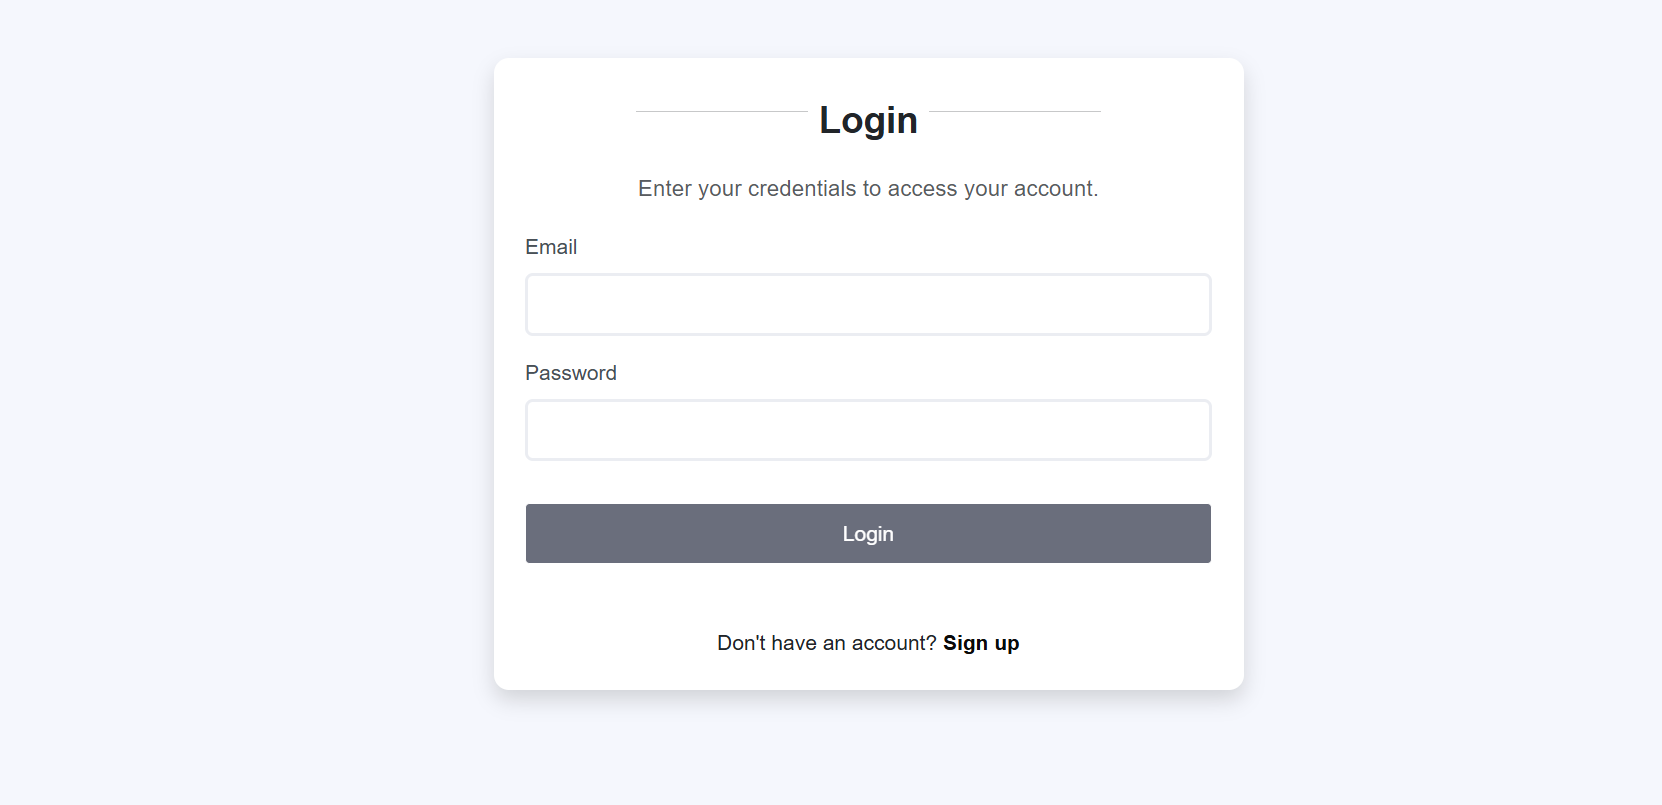 Login
Enter your credentials to access your account.
Email
Password
Login
Don't have an account? Sign up